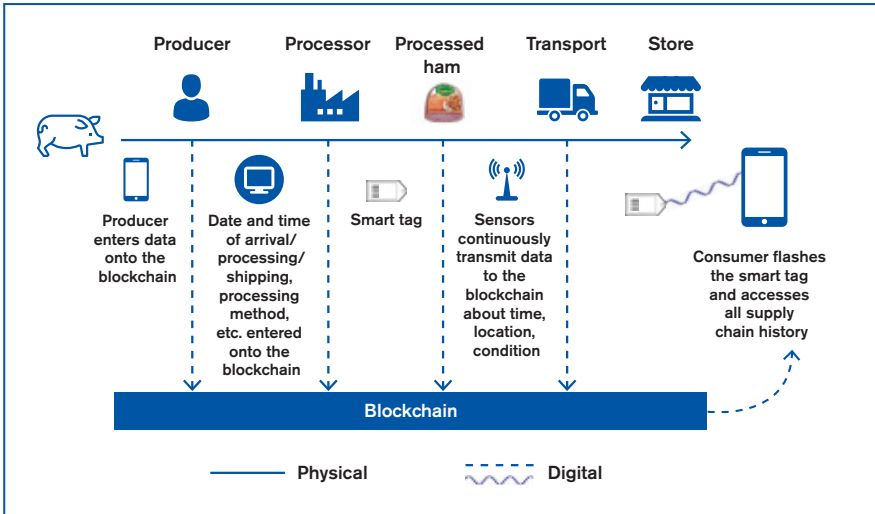 Producer
Processor
Processed
ham
Transport
Store
Producer
enters data
onto the
blockchain
Date and time
of arrival/
processing/
shipping,
processing
method,
etc. entered
onto the
blockchain
Smart tag
Sensors
continuously
transmit data
to the
blockchain
about time,
location,
condition
Consumer flashes
the smart tag
and accesses
all supply
chain history
Blockchain
Physical
Digital